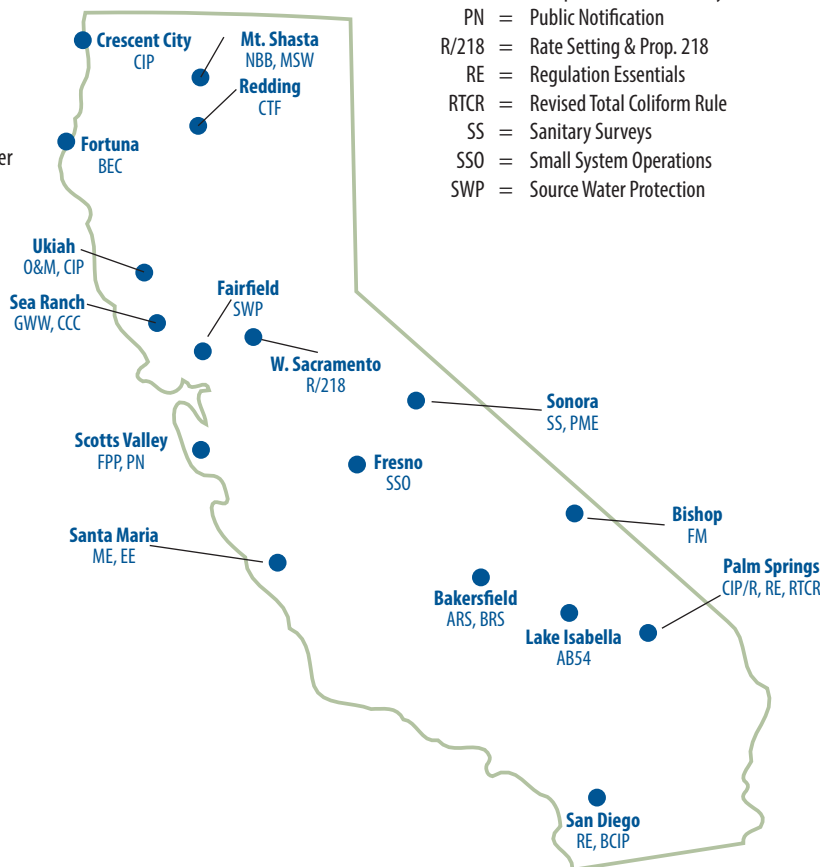 PN = Public Notification
R/218 = Rate Setting & Prop. 218
RE = Regulation Essentials
RTCR = Revised Total Coliform Rule
SS = Sanitary Surveys
SSO = Small System Operations
SWP = Source Water Protection
er
Crescent City
CIP
Mt. Shasta
NBB, MSW
Redding
CTF
Fortuna
BEC
Ukiah
O&M, CIP
Sea Ranch
GWW, CCC
Fairfield
SWP
W. Sacramento
R/218
Sonora
SS, PME
Scotts Valley
FPP, PN
Fresno
SSO
Bishop
FM
Santa Maria
ME, EE
Bakersfield
ARS, BRS
Lake Isabella
AB54
Palm Springs
CIP/R, RE, RTCR
San Diego
RE, BCIP